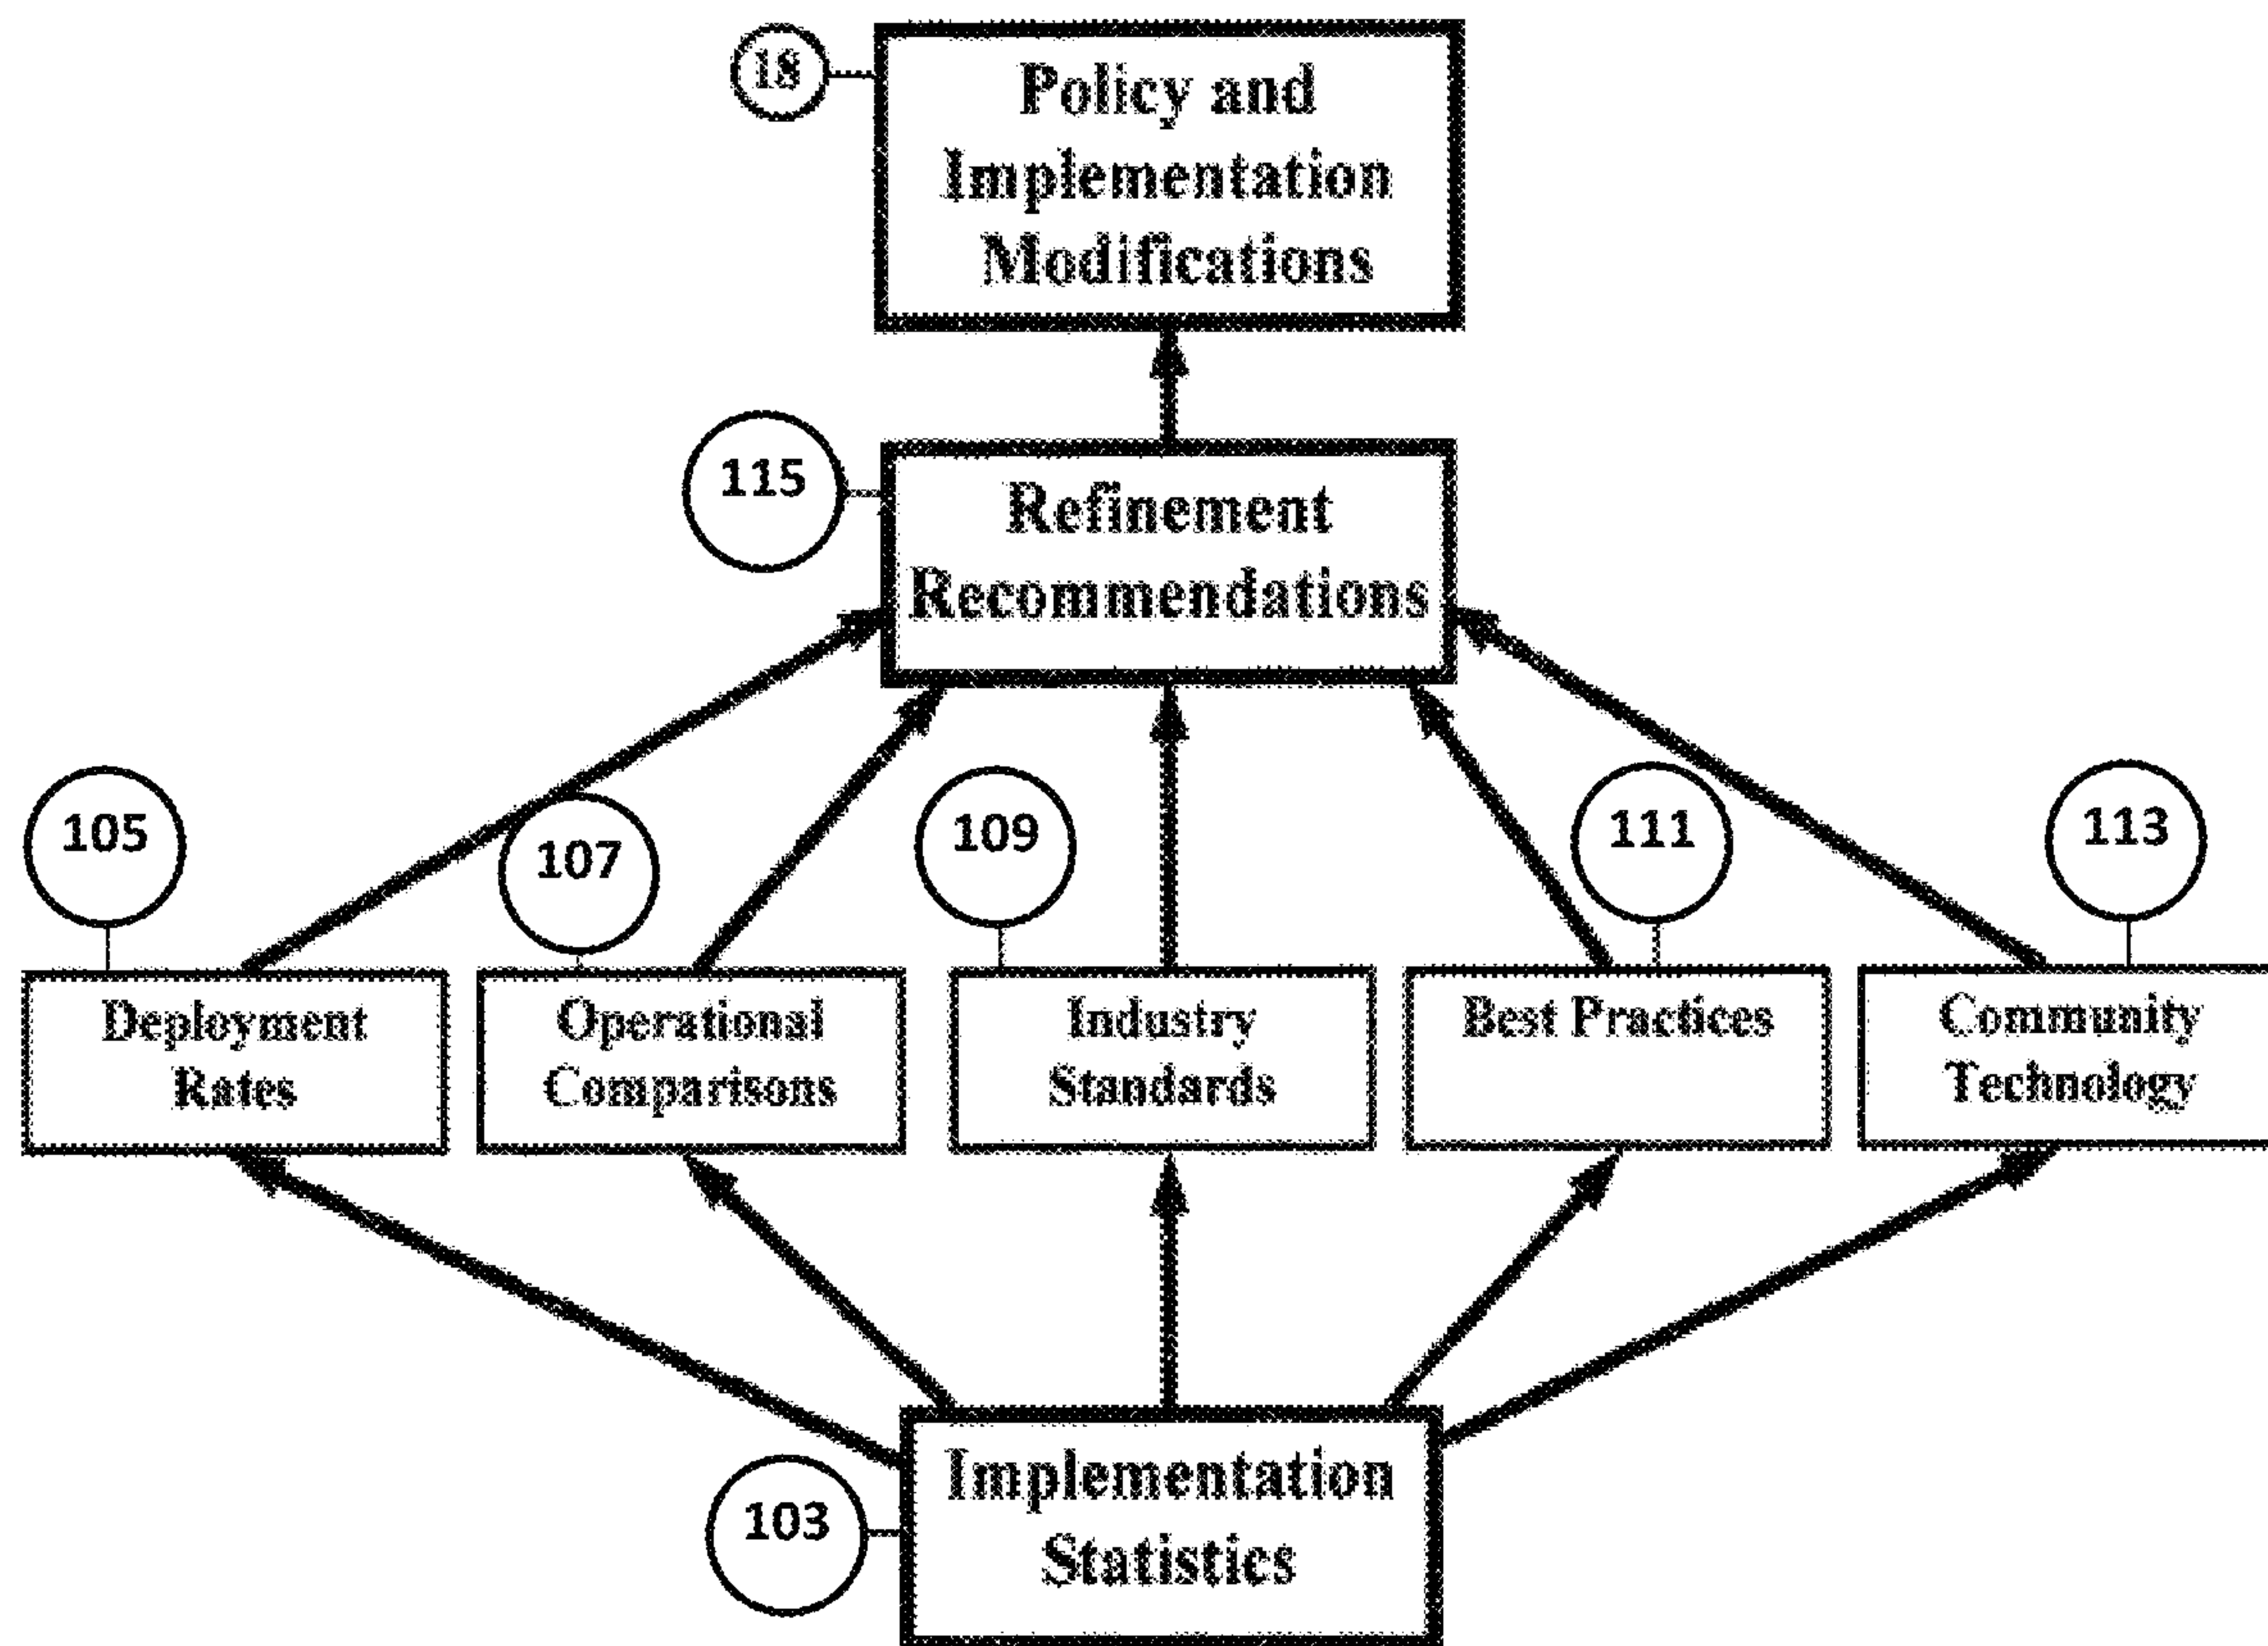 18
Policy and
Implementation
Modifications
115
Refinement
Recommendations
105
107
109
111
113
Deployment
Rates
Operational
Comparisons
Industry
Standards
Best Practices
Community
Technology
103
Implementation
Statistics